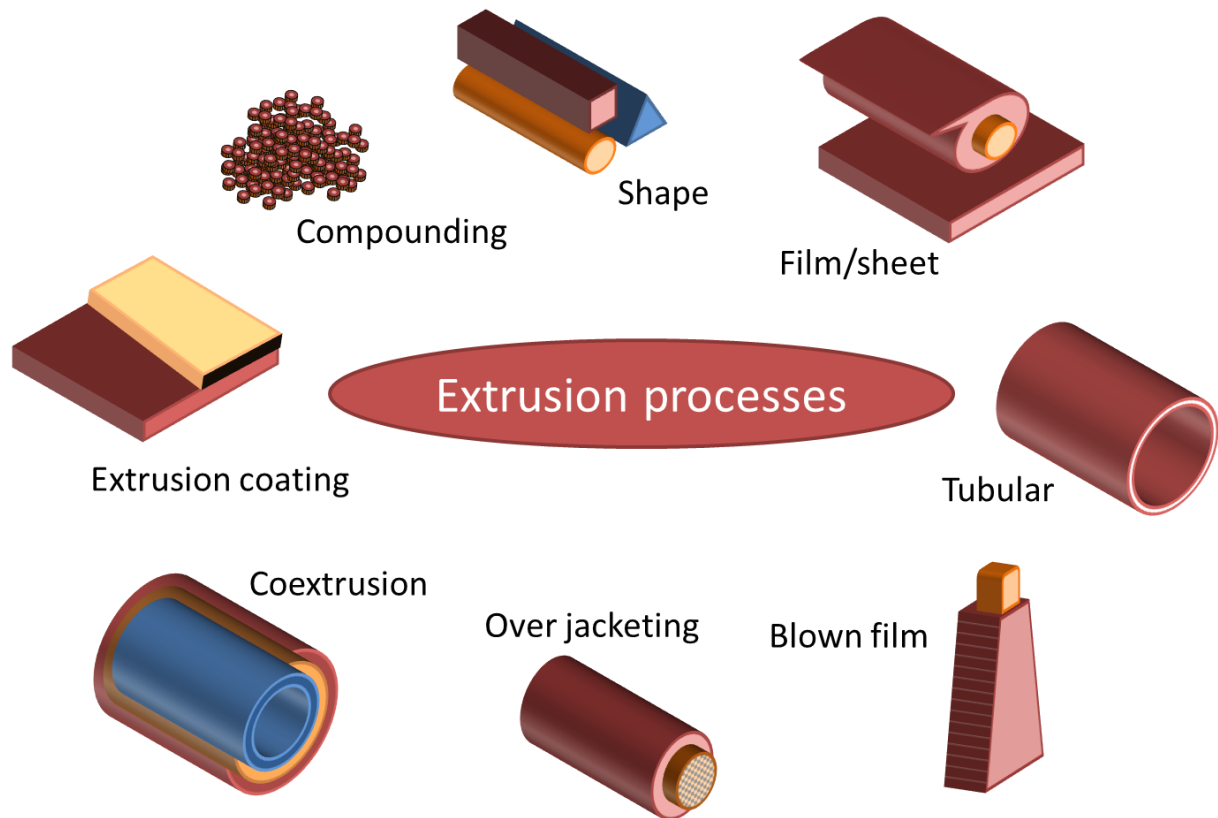 Shape
Compounding
Film/sheet
Extrusion processes
Extrusion coating
Tubular
Coextrusion
Over jacketing
Blown film